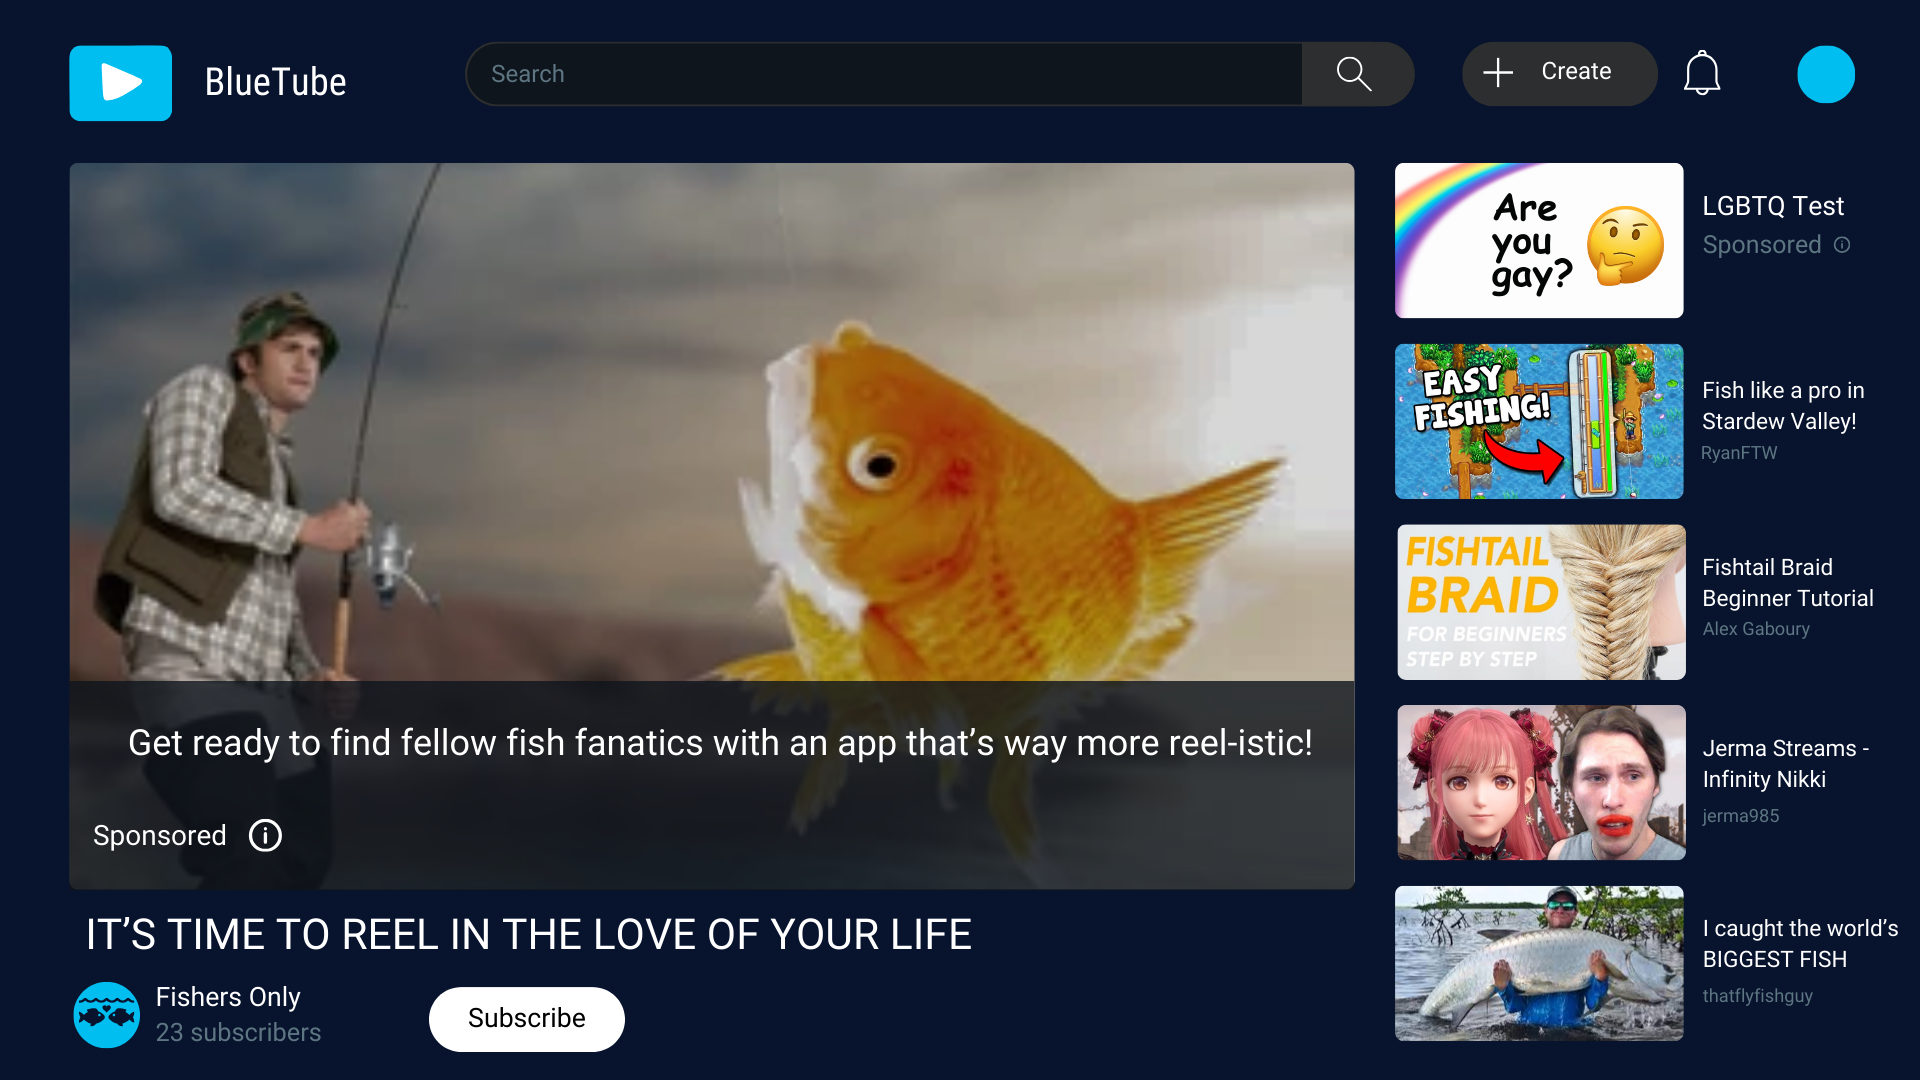 BlueTube
Search
Create
Get ready to find fellow fish fanatics with an app that’s way more reel-istic!
Sponsored
IT’S TIME TO REEL IN THE LOVE OF YOUR LIFE
Fishers Only
23 subscribers
Subscribe
Are
you
gay?
LGBTQ Test
Sponsored
EASY
FISHING!
Fish like a pro in
Stardew Valley!
RyanFTW
FISHTAIL
BRAID
FOR BEGINNERS
STEP BY STEP
Fishtail Braid
Beginner Tutorial
Alex Gaboury
Jerma Streams -
Infinity Nikki
jerma985
I caught the world’s
BIGGEST FISH
thatflyfishguy